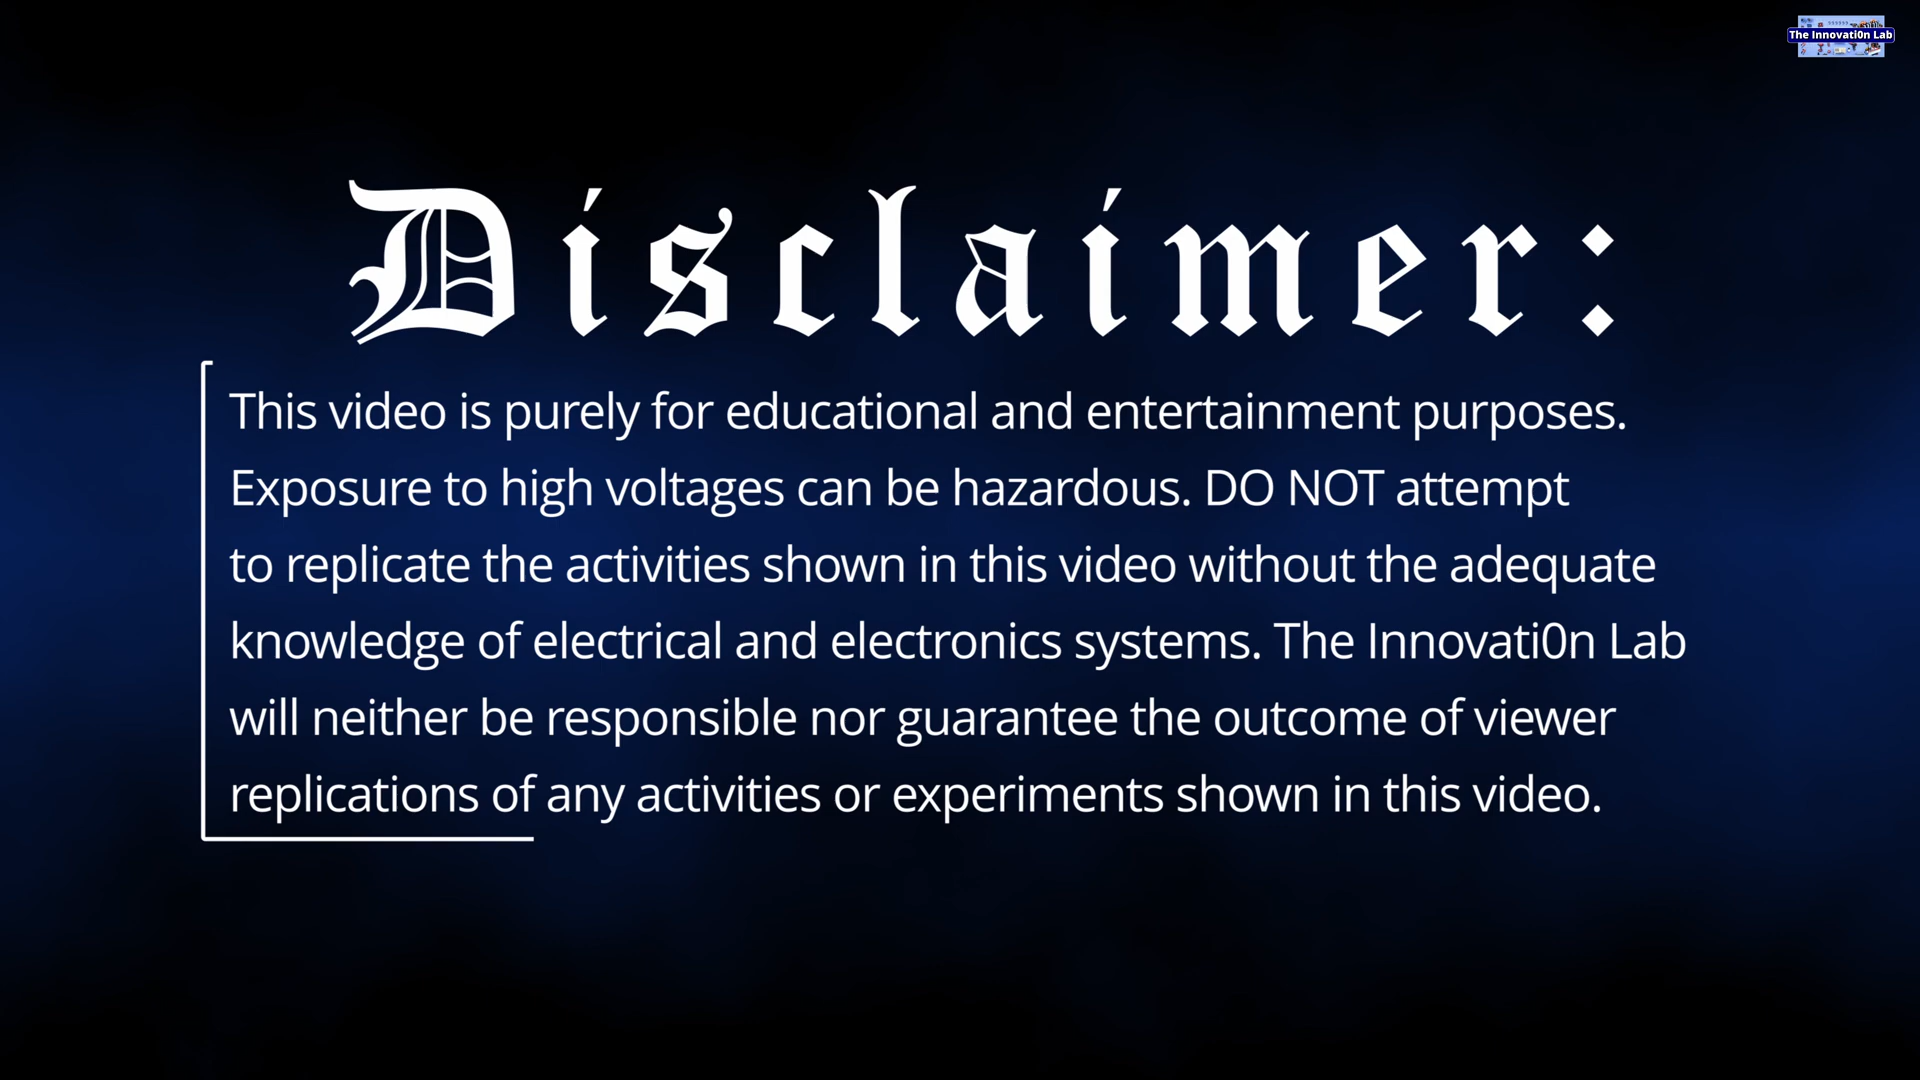 The Innovati0n Lab
Disclaimer:
This video is purely for educational and entertainment purposes.
Exposure to high voltages can be hazardous. DO NOT attempt
to replicate the activities shown in this video without the adequate
knowledge of electrical and electronics systems. The Innovati0n Lab
will neither be responsible nor guarantee the outcome of viewer
replications of any activities or experiments shown in this video.